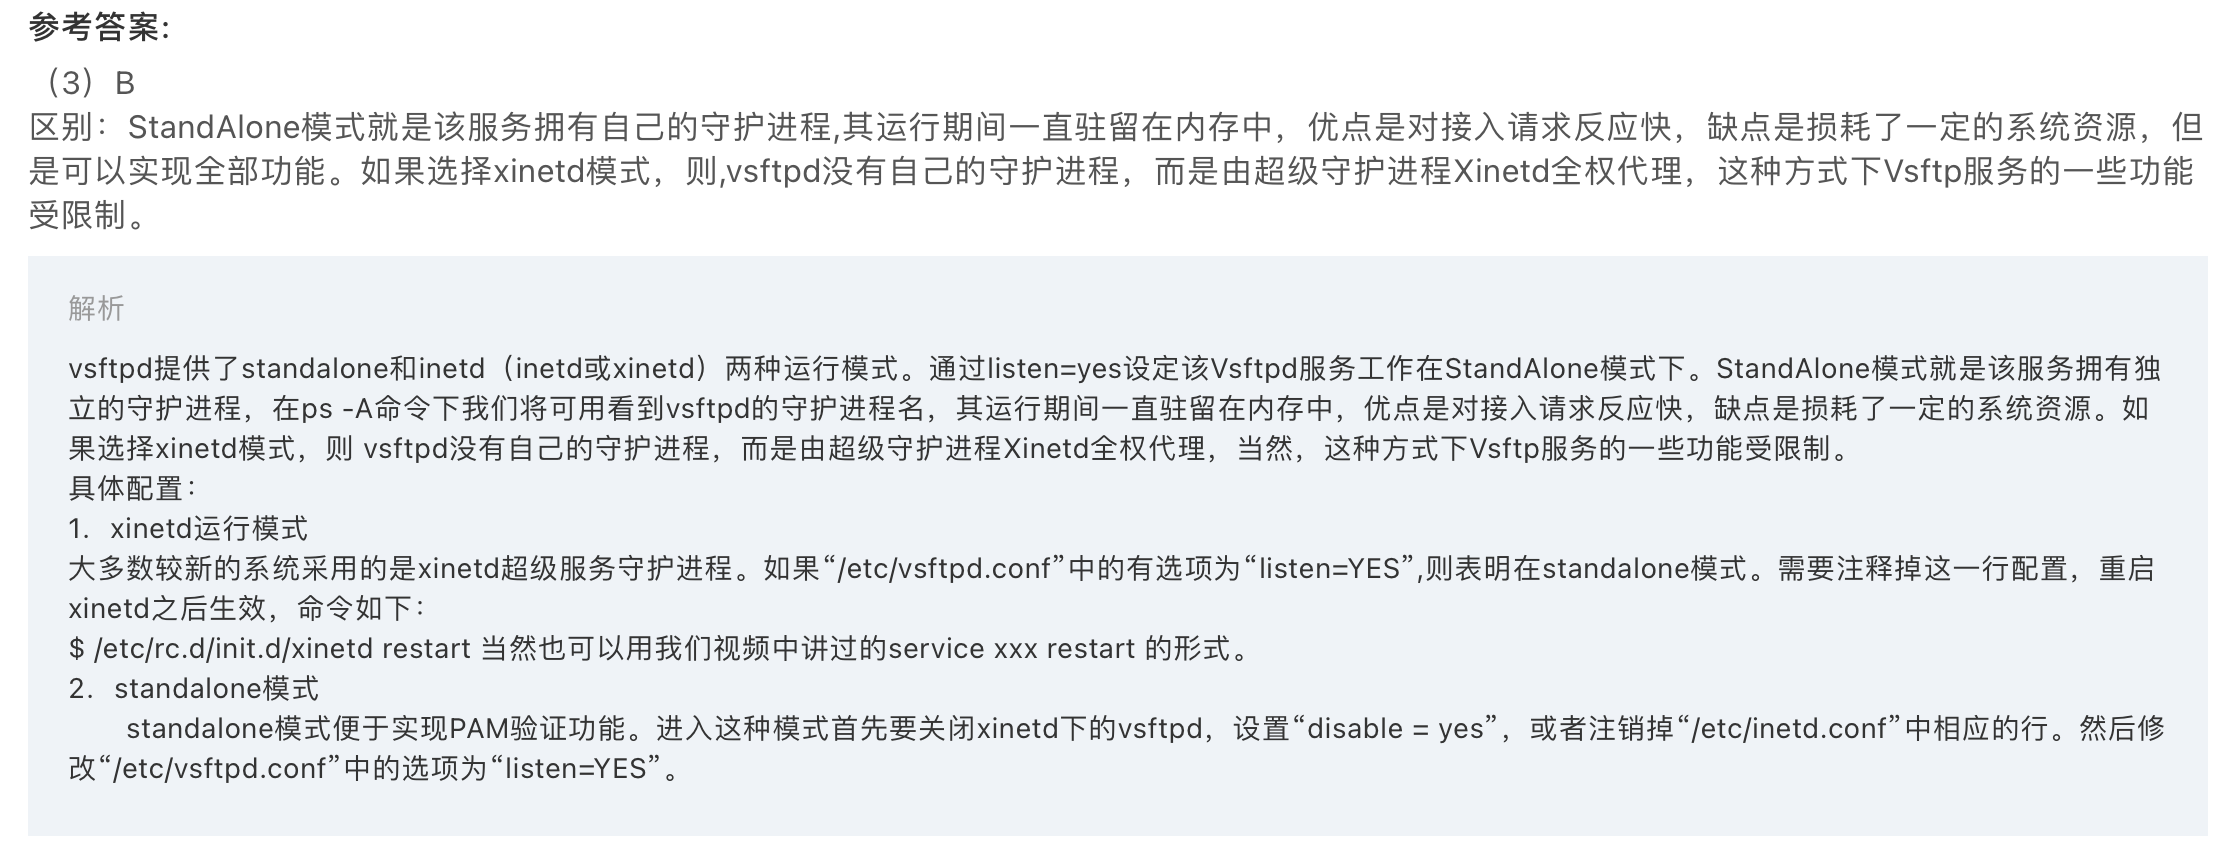 参考答案:
（3）B
区别：StandAlone模式就是该服务拥有自己的守护进程,其运行期间一直驻留在内存中，优点是对接入请求反应快，缺点是损耗了一定的系统资源，但
是可以实现全部功能。如果选择xinetd模式，则,vsftpd没有自己的守护进程，而是由超级守护进程Xinetd全权代理，这种方式下Vsftp服务的一些功能
受限制。
解析
vsftpd提供了standalone和inetd（inetd或xinetd）两种运行模式。通过listen=yes设定该Vsftpd服务工作在StandAlone模式下。StandAlone模式就是该服务拥有独
立的守护进程，在ps -A命令下我们将可用看到vsftpd的守护进程名，其运行期间一直驻留在内存中，优点是对接入请求反应快，缺点是损耗了一定的系统资源。如
果选择xinetd模式，则 vsftpd没有自己的守护进程，而是由超级守护进程Xinetd全权代理，当然，这种方式下Vsftp服务的一些功能受限制。
具体配置：
1． xinetd运行模式
大多数较新的系统采用的是xinetd超级服务守护进程。如果“/etc/vsftpd.conf”中的有选项为“listen=YES”,则表明在standalone模式。需要注释掉这一行配置，重启
xinetd之后生效，命令如下：
$ /etc/rc.d/init.d/xinetd restart 当然也可以用我们视频中讲过的service xxx restart 的形式。
2． standalone模式
standalone模式便于实现PAM验证功能。进入这种模式首先要关闭xinetd下的vsftpd，设置“disable = yes”，或者注销掉“/etc/inetd.conf”中相应的行。然后修
改“/etc/vsftpd.conf”中的选项为“listen=YES”。